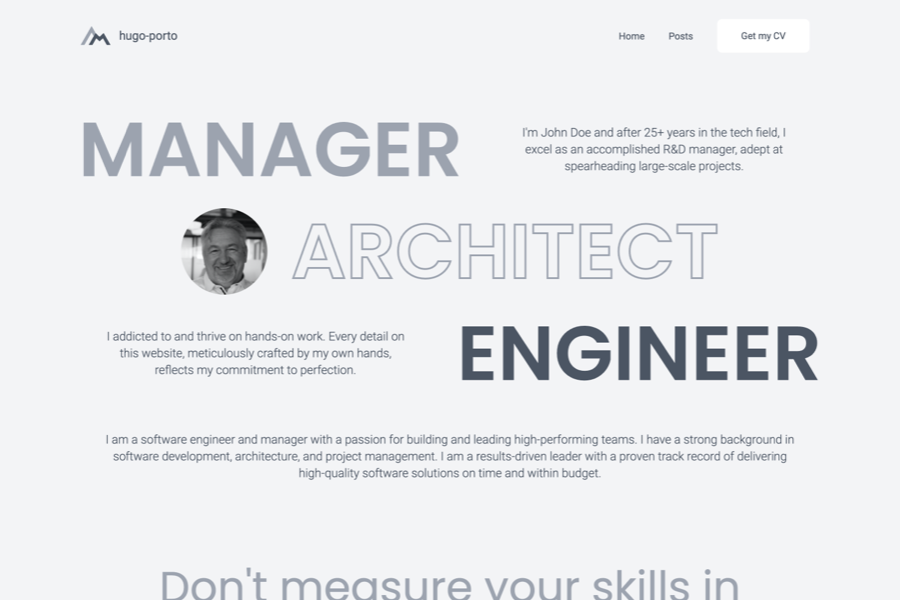 hugo-porto
Home
Posts
Get my CV
MANAGER
I'm John Doe and after 25+ years in the tech field, I
excel as an accomplished R&D manager, adept at
spearheading large-scale projects.
ARCHITECT
I addicted to and thrive on hands-on work. Every detail on
this website, meticulously crafted by my own hands,
reflects my commitment to perfection.
ENGINEER
I am a software engineer and manager with a passion for building and leading high-performing teams. I have a strong background in
software development, architecture, and project management. I am a results-driven leader with a proven track record of delivering
high-quality software solutions on time and within budget.
Don't measure your skills in